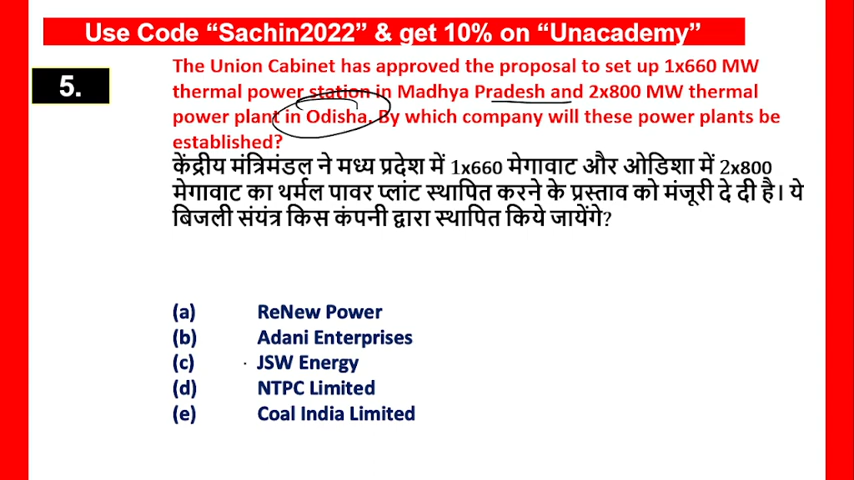 Use Code “Sachin2022” & get 10% on “Unacademy”
5.
The Union Cabinet has approved the proposal to set up 1x660 MW
thermal power station in Madhya Pradesh and 2x800 MW thermal
power plant in Odisha. By which company will these power plants be
established?
केंद्रीय मंत्रिमंडल ने मध्य प्रदेश में 1x660 मेगावाट और ओडिशा में 2x800
मेगावाट का थर्मल पावर प्लांट स्थापित करने के प्रस्ताव को मंजूरी दे दी है। ये
बिजली संयंत्र किस कंपनी द्वारा स्थापित किये जायेंगे?
(a) ReNew Power
(b) Adani Enterprises
(c) JSW Energy
(d) NTPC Limited
(e) Coal India Limited